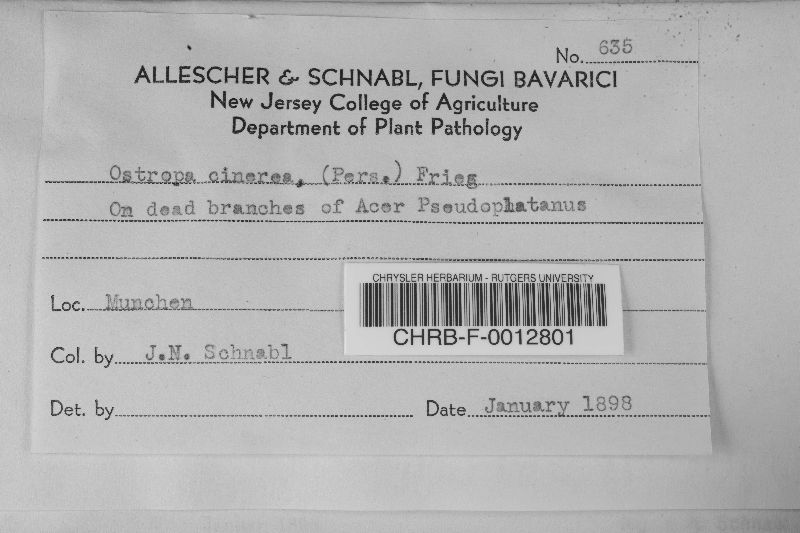 No. 635
ALLESCHER & SCHNABL, FUNGI BAVARICI
New Jersey College of Agriculture
Department of Plant Pathology
Ostropa cinerea, (Pers.) Frieg
On dead branches of Acer Pseudoplatanus
CHRYSLER HERBARIUM - RUTGERS UNIVERSITY
CHRB-F-0012801
Loc. Munchen
Col. by J.N. Schnabl
Det. by
Date January 1898